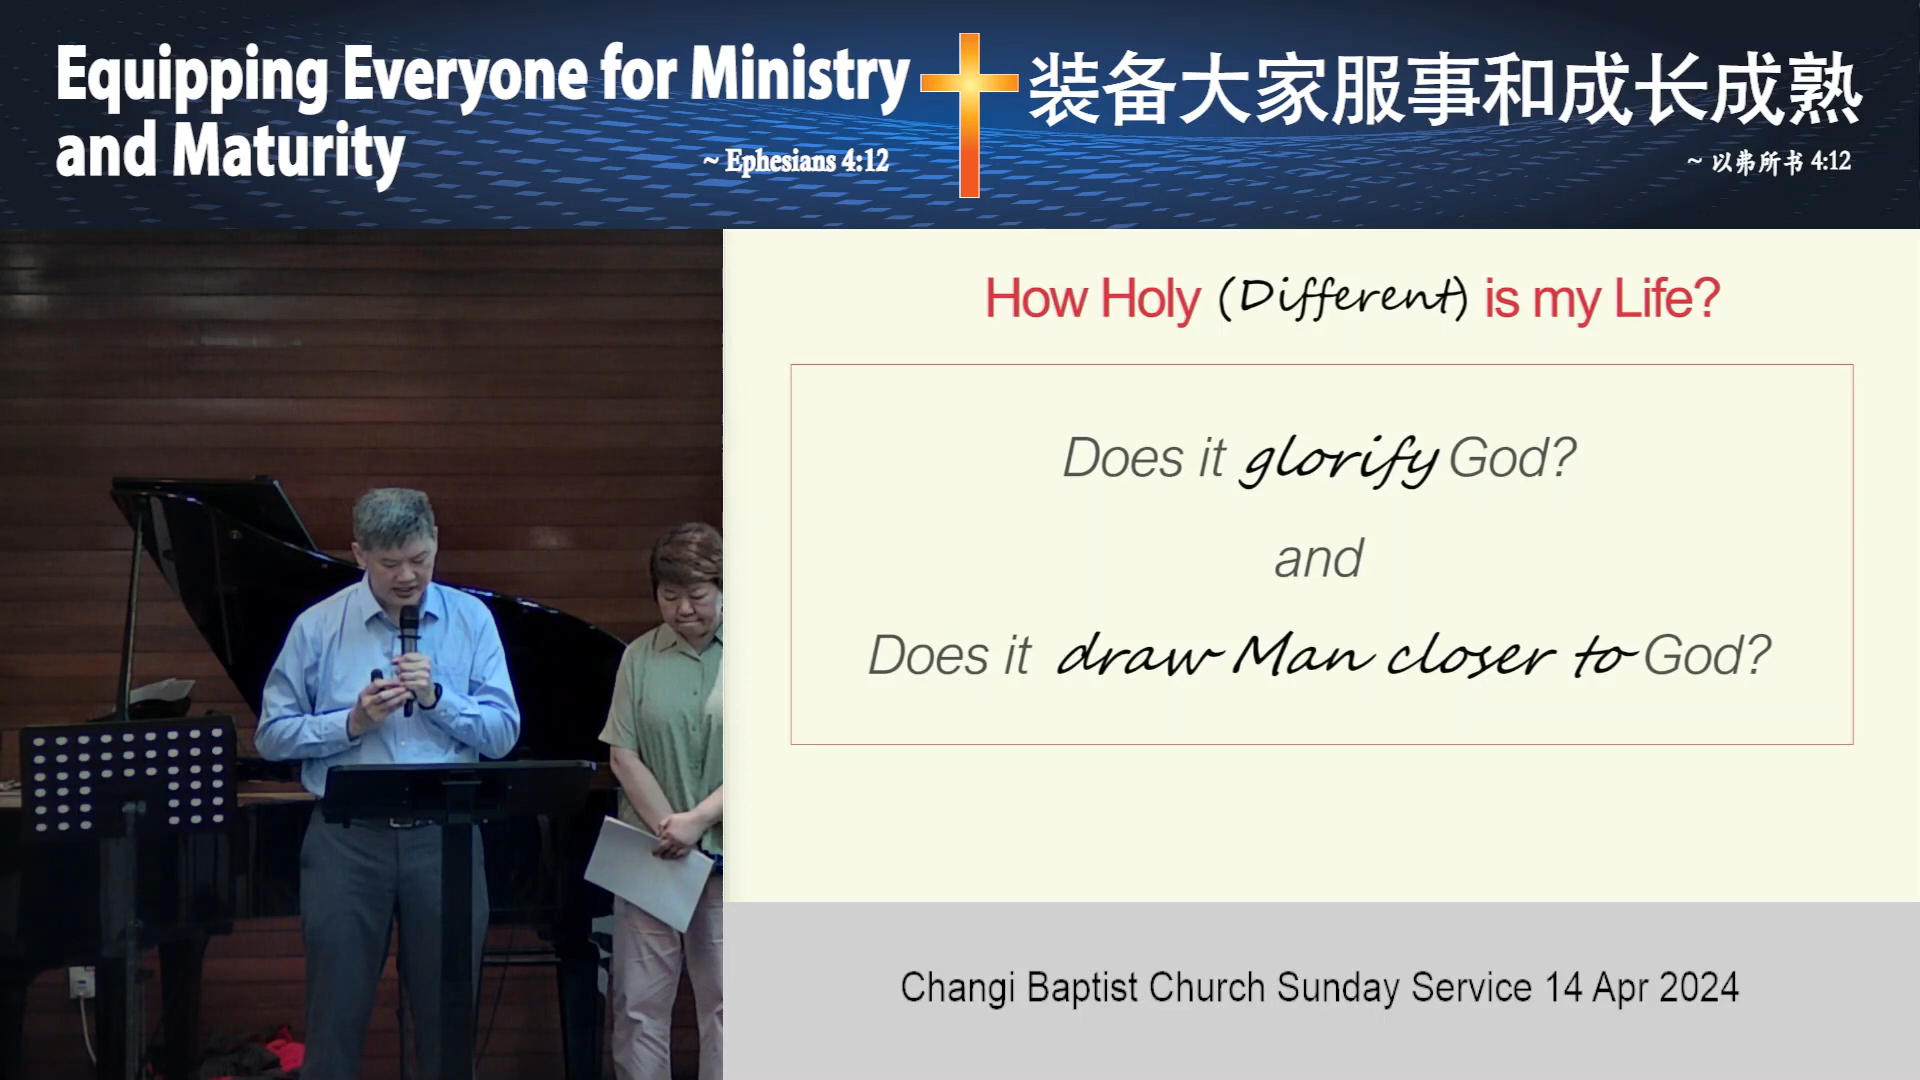 Equipping Everyone for Ministry
and Maturity
~ Ephesians 4:12
装备大家服事和成长成熟
~ 以弗所书 4:12
How Holy (Different) is my Life?
Does it glorify God?
and
Does it draw Man closer to God?
Changi Baptist Church Sunday Service 14 Apr 2024